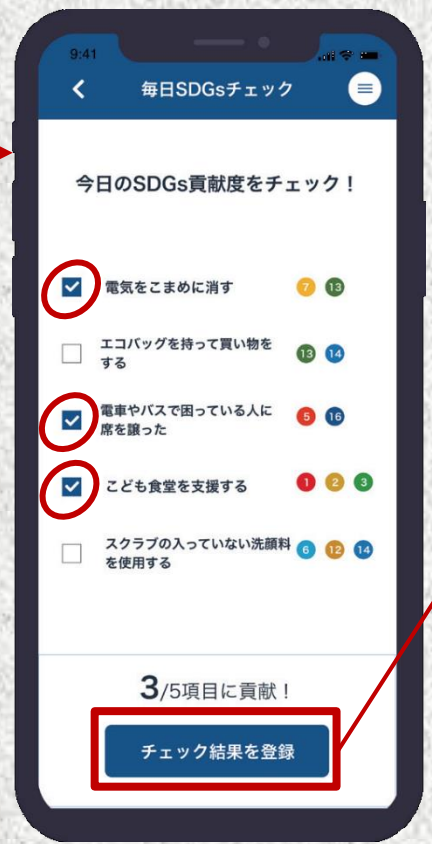 9:41
毎日SDGsチェック
今日のSDGs貢献度をチェック！
電気をこまめに消す 7 13
エコバッグを持って買い物を
する 13 14
電車やバスで困っている人に
席を譲った 5 16
こども食堂を支援する 1 2 3
スクラブの入っていない洗顔料
を使用する 6 12 14
3/5項目に貢献！
チェック結果を登録